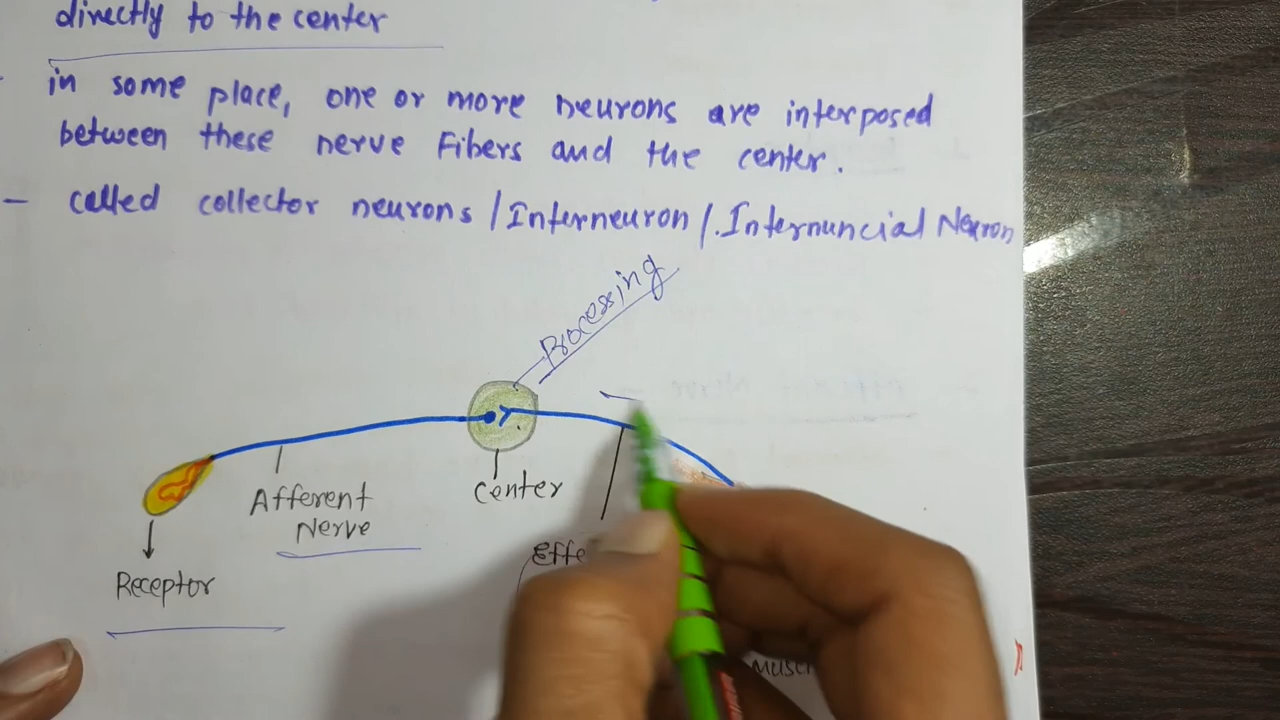 directly to the center
in some place, one or more neurons are interposed
between these nerve Fibers and the center.
- called collector neurons / Interneuron /. Internuncial Neuron
Processing
Afferent
Nerve
center
Receptor